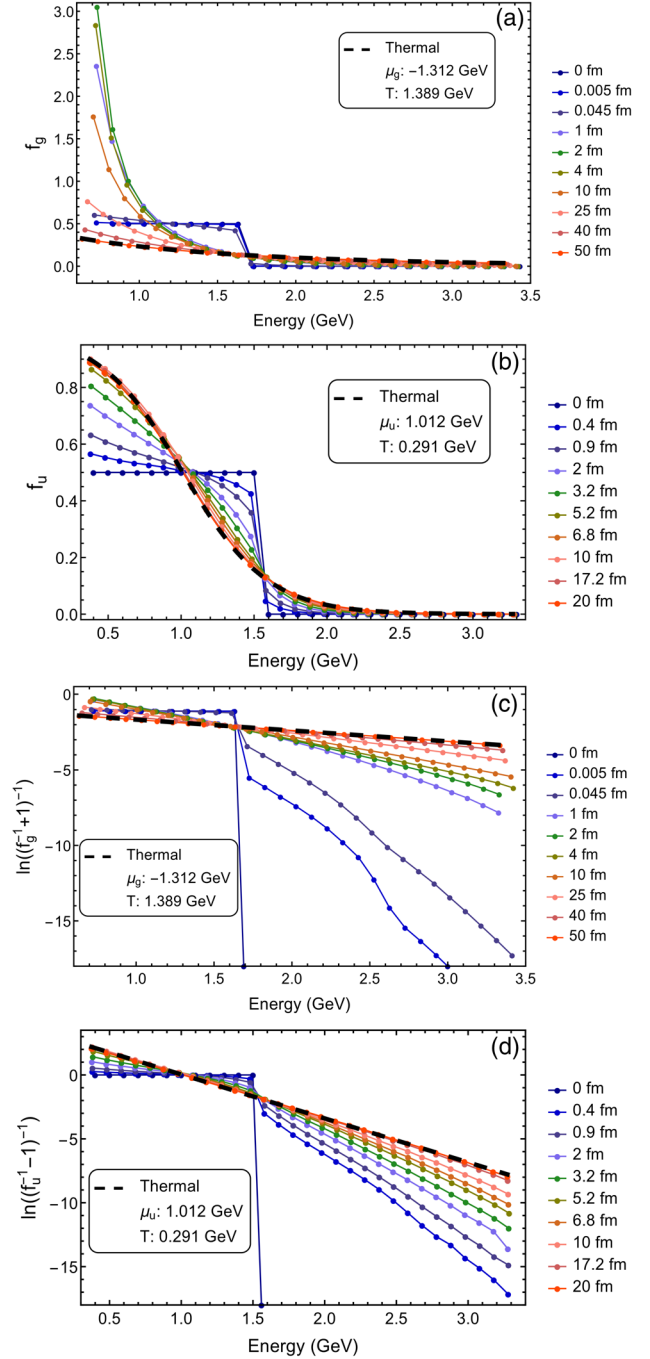 (a)
Thermal
μg: −1.312 GeV
T: 1.389 GeV
fg
3.0
2.5
2.0
1.5
1.0
0.5
0.0
1.0 1.5 2.0 2.5 3.0 3.5
Energy (GeV)
0 fm
0.005 fm
0.045 fm
1 fm
2 fm
4 fm
10 fm
25 fm
40 fm
50 fm
(b)
Thermal
μu: 1.012 GeV
T: 0.291 GeV
fu
0.8
0.6
0.4
0.2
0.0
0.5 1.0 1.5 2.0 2.5 3.0
Energy (GeV)
0 fm
0.4 fm
0.9 fm
2 fm
3.2 fm
5.2 fm
6.8 fm
10 fm
17.2 fm
20 fm
(c)
ln((fg⁻¹+1)⁻¹)
0
−5
−10
−15
Thermal
μg: −1.312 GeV
T: 1.389 GeV
1.0 1.5 2.0 2.5 3.0 3.5
Energy (GeV)
0 fm
0.005 fm
0.045 fm
1 fm
2 fm
4 fm
10 fm
25 fm
40 fm
50 fm
(d)
ln((fu⁻¹−1)⁻¹)
0
−5
−10
−15
Thermal
μu: 1.012 GeV
T: 0.291 GeV
0.5 1.0 1.5 2.0 2.5 3.0
Energy (GeV)
0 fm
0.4 fm
0.9 fm
2 fm
3.2 fm
5.2 fm
6.8 fm
10 fm
17.2 fm
20 fm